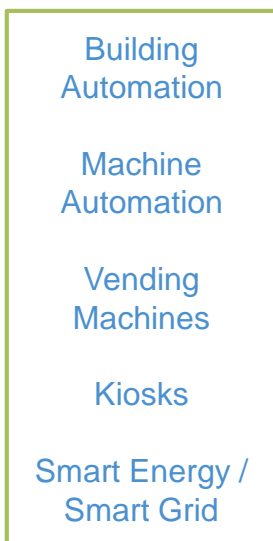 Building
Automation
Machine
Automation
Vending
Machines
Kiosks
Smart Energy /
Smart Grid